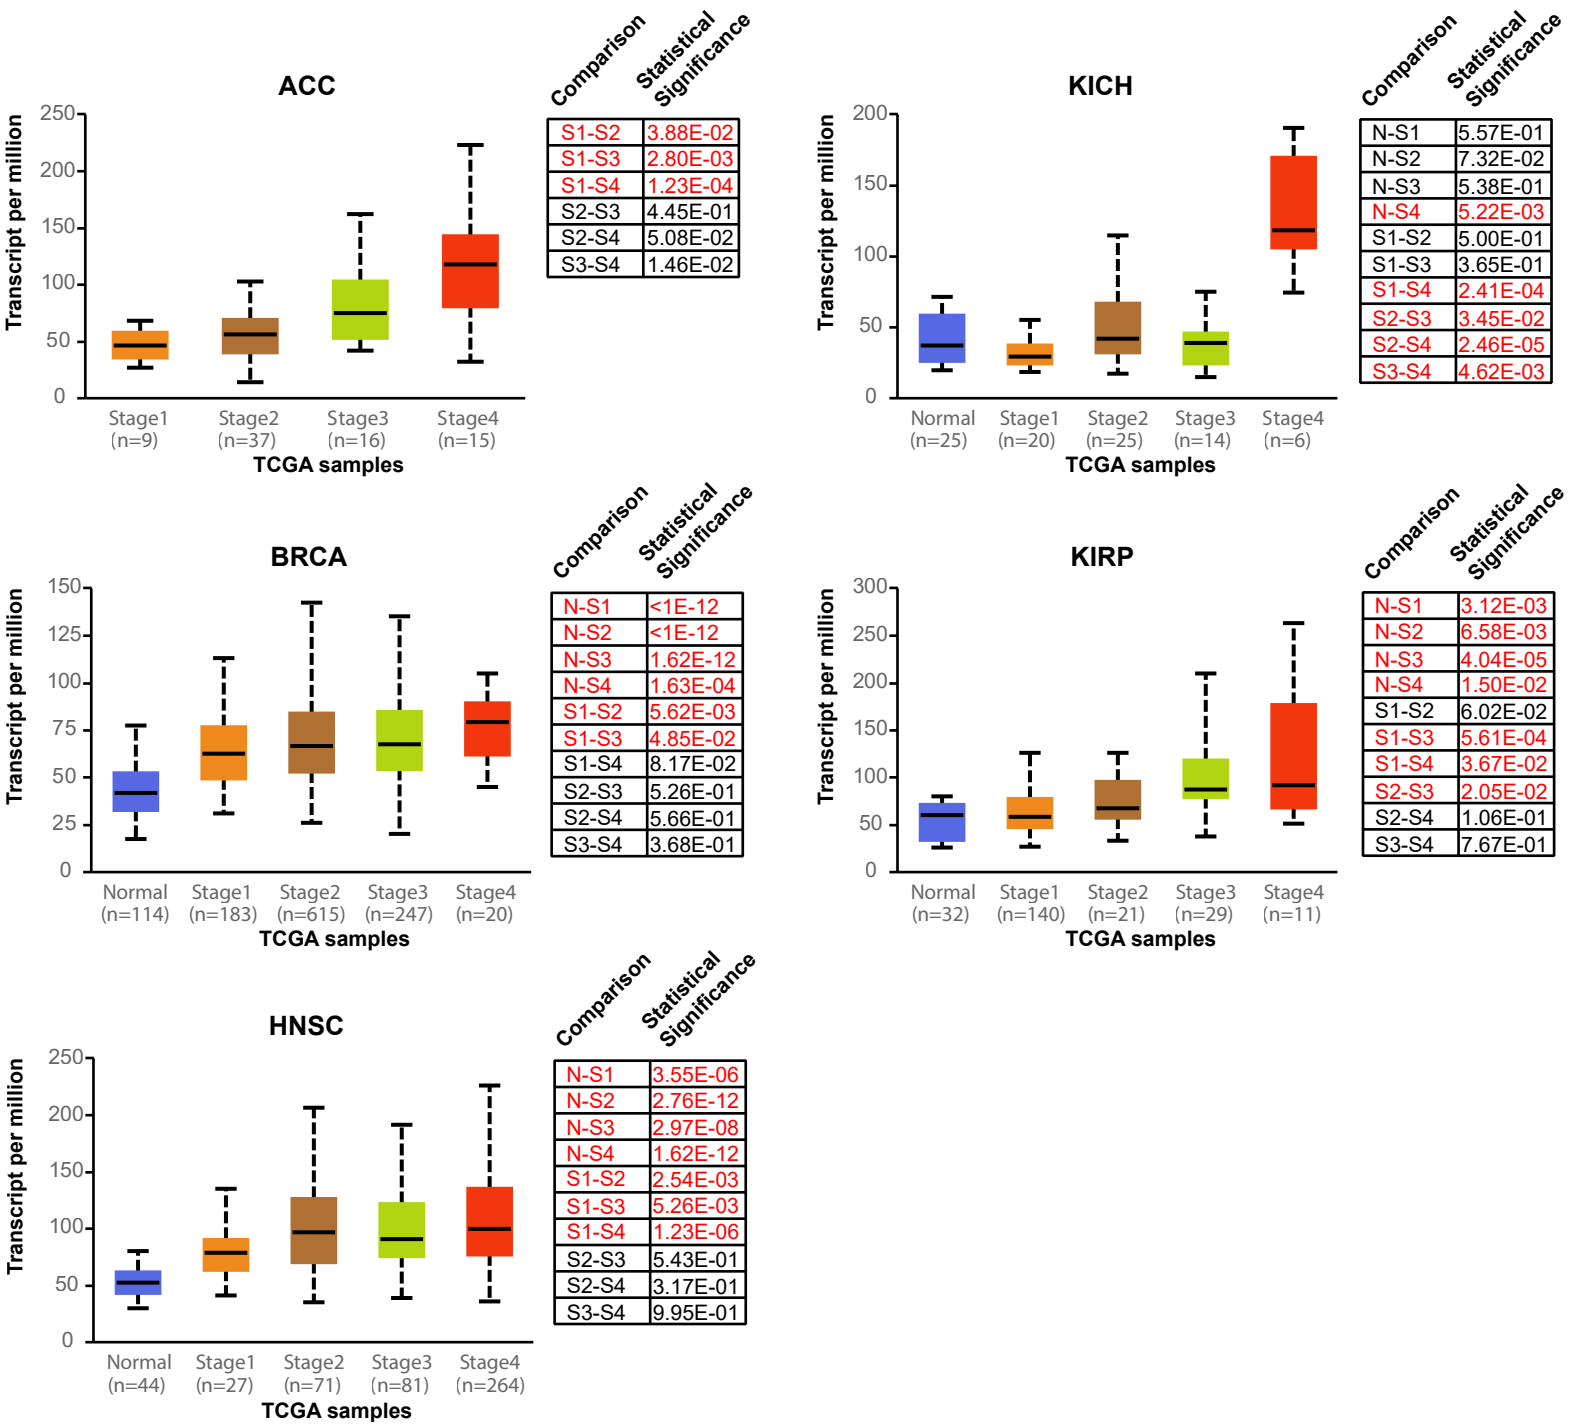 ACC
Comparison
Statistical
Significance
Transcript per million
250
200
150
100
50
0
Stage1 Stage2 Stage3 Stage4
(n=9) (n=37) (n=16) (n=15)
TCGA samples
S1-S2 3.88E-02
S1-S3 2.80E-03
S1-S4 1.23E-04
S2-S3 4.45E-01
S2-S4 5.08E-02
S3-S4 1.46E-02
KICH
Comparison
Statistical
Significance
Transcript per million
200
150
100
50
0
Normal Stage1 Stage2 Stage3 Stage4
(n=25) (n=20) (n=25) (n=14) (n=6)
TCGA samples
N-S1 5.57E-01
N-S2 7.32E-02
N-S3 5.38E-01
N-S4 5.22E-03
S1-S2 5.00E-01
S1-S3 3.65E-01
S1-S4 2.41E-04
S2-S3 3.45E-02
S2-S4 2.46E-05
S3-S4 4.62E-03
BRCA
Comparison
Statistical
Significance
Transcript per million
150
125
100
75
50
25
0
Normal Stage1 Stage2 Stage3 Stage4
(n=114) (n=183) (n=615) (n=247) (n=20)
TCGA samples
N-S1 <1E-12
N-S2 <1E-12
N-S3 1.62E-12
N-S4 1.63E-04
S1-S2 5.62E-03
S1-S3 4.85E-02
S1-S4 8.17E-02
S2-S3 5.26E-01
S2-S4 5.66E-01
S3-S4 3.68E-01
KIRP
Comparison
Statistical
Significance
Transcript per million
300
250
200
150
100
50
0
Normal Stage1 Stage2 Stage3 Stage4
(n=32) (n=140) (n=21) (n=29) (n=11)
TCGA samples
N-S1 3.12E-03
N-S2 6.58E-03
N-S3 4.04E-05
N-S4 1.50E-02
S1-S2 6.02E-02
S1-S3 5.61E-04
S1-S4 3.67E-02
S2-S3 2.05E-02
S2-S4 1.06E-01
S3-S4 7.67E-01
HNSC
Comparison
Statistical
Significance
Transcript per million
250
200
150
100
50
0
Normal Stage1 Stage2 Stage3 Stage4
(n=44) (n=27) (n=71) (n=81) (n=264)
TCGA samples
N-S1 3.55E-06
N-S2 2.76E-12
N-S3 2.97E-08
N-S4 1.62E-12
S1-S2 2.54E-03
S1-S3 5.26E-03
S1-S4 1.23E-06
S2-S3 5.43E-01
S2-S4 3.17E-01
S3-S4 9.95E-01